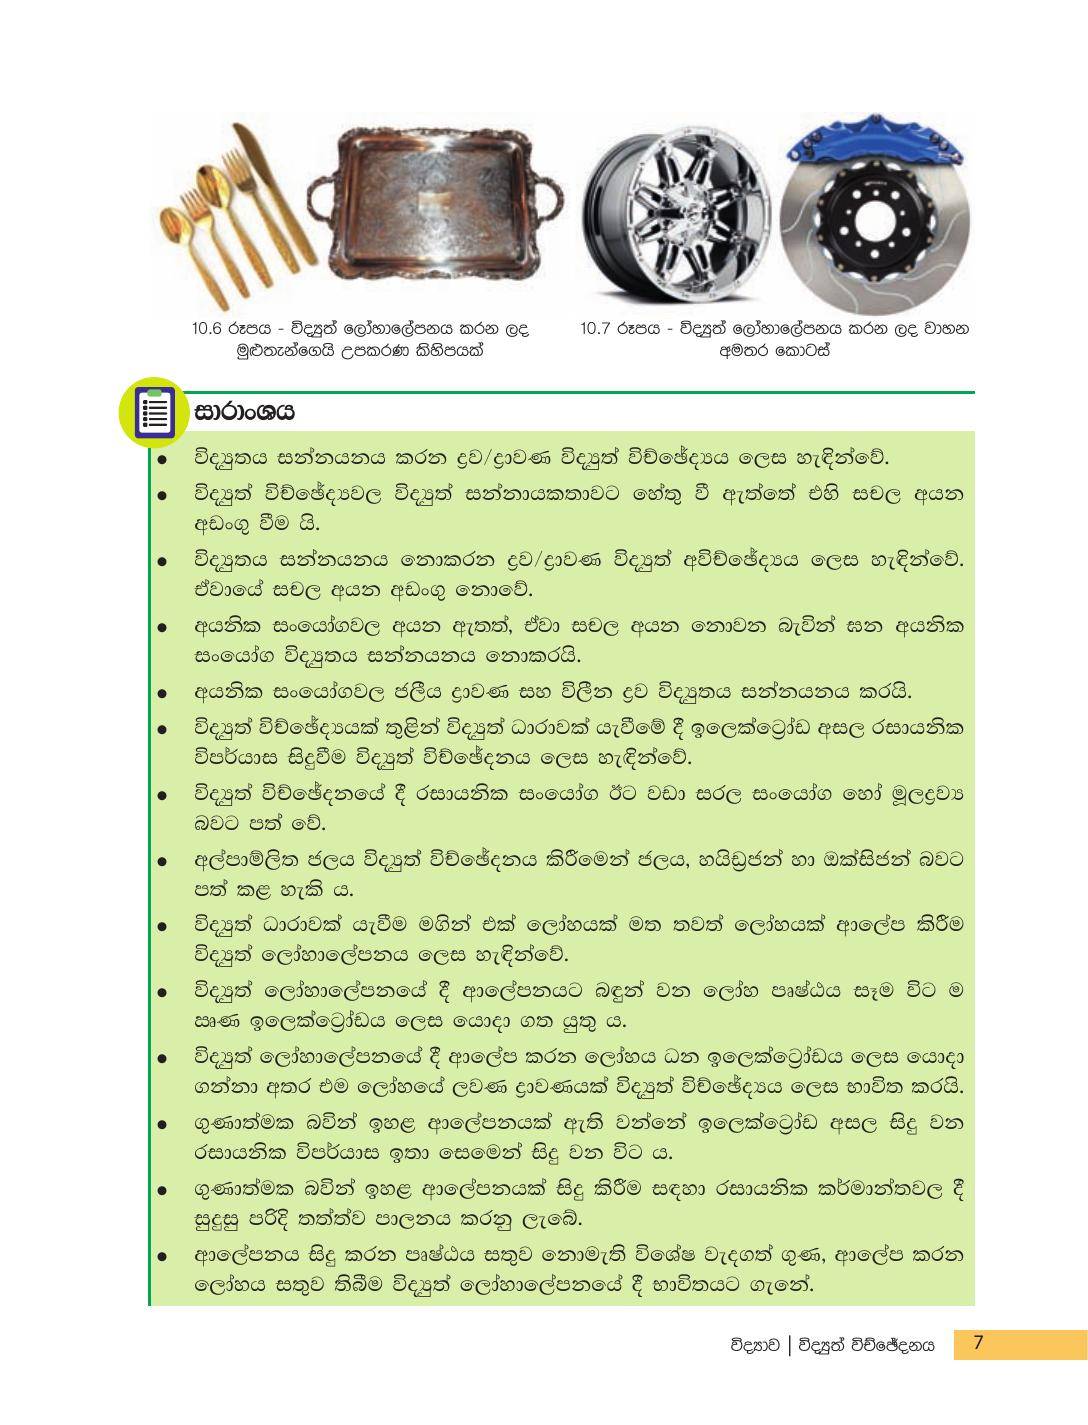 10.6 රූපය - විද්‍යුත් ලෝහාලේපනය කරන ලද
මුළුතැන්ගෙයි උපකරණ කිහිපයක්
10.7 රූපය - විද්‍යුත් ලෝහාලේපනය කරන ලද වාහන
අමතර කොටස්
සාරාංශය
● විද්‍යුතය සන්නයනය කරන ද්‍රව/ද්‍රාවණ විද්‍යුත් විච්ඡේද්‍යය ලෙස හැඳින්වේ.
● විද්‍යුත් විච්ඡේද්‍යවල විද්‍යුත් සන්නායකතාවට හේතු වී ඇත්තේ එහි සචල අයන
අඩංගු වීම යි.
● විද්‍යුතය සන්නයනය නොකරන ද්‍රව/ද්‍රාවණ විද්‍යුත් අවිච්ඡේද්‍යය ලෙස හැඳින්වේ.
ඒවායේ සචල අයන අඩංගු නොවේ.
● අයනික සංයෝගවල අයන ඇතත්, ඒවා සචල අයන නොවන බැවින් ඝන අයනික
සංයෝග විද්‍යුතය සන්නයනය නොකරයි.
● අයනික සංයෝගවල ජලීය ද්‍රාවණ සහ විලීන ද්‍රව විද්‍යුතය සන්නයනය කරයි.
● විද්‍යුත් විච්ඡේද්‍යයක් තුළින් විද්‍යුත් ධාරාවක් යැවීමේ දී ඉලෙක්ට්‍රෝඩ අසල රසායනික
විපර්යාස සිදුවීම විද්‍යුත් විච්ඡේදනය ලෙස හැඳින්වේ.
● විද්‍යුත් විච්ඡේදනයේ දී රසායනික සංයෝග ඊට වඩා සරල සංයෝග හෝ මූලද්‍රව්‍ය
බවට පත් වේ.
● අල්පාම්ලිත ජලය විද්‍යුත් විච්ඡේදනය කිරීමෙන් ජලය, හයිඩ්‍රජන් හා ඔක්සිජන් බවට
පත් කළ හැකි ය.
● විද්‍යුත් ධාරාවක් යැවීම මගින් එක් ලෝහයක් මත තවත් ලෝහයක් ආලේප කිරීම
විද්‍යුත් ලෝහාලේපනය ලෙස හැඳින්වේ.
● විද්‍යුත් ලෝහාලේපනයේ දී ආලේපනයට බඳුන් වන ලෝහ පෘෂ්ඨය සෑම විට ම
ඍණ ඉලෙක්ට්‍රෝඩය ලෙස යොදා ගත යුතු ය.
● විද්‍යුත් ලෝහාලේපනයේ දී ආලේප කරන ලෝහය ධන ඉලෙක්ට්‍රෝඩය ලෙස යොදා
ගන්නා අතර එම ලෝහයේ ලවණ ද්‍රාවණයක් විද්‍යුත් විච්ඡේද්‍යය ලෙස භාවිත කරයි.
● ගුණාත්මක බවින් ඉහළ ආලේපනයක් ඇති වන්නේ ඉලෙක්ට්‍රෝඩ අසල සිදු වන
රසායනික විපර්යාස ඉතා සෙමෙන් සිදු වන විට ය.
● ගුණාත්මක බවින් ඉහළ ආලේපනයක් සිදු කිරීම සඳහා රසායනික කර්මාන්තවල දී
සුදුසු පරිදි තත්ත්ව පාලනය කරනු ලැබේ.
● ආලේපනය සිදු කරන පෘෂ්ඨය සතුව නොමැති විශේෂ වැදගත් ගුණ, ආලේප කරන
ලෝහය සතුව තිබීම විද්‍යුත් ලෝහාලේපනයේ දී භාවිතයට ගැනේ.
විද්‍යාව | විද්‍යුත් විච්ඡේදනය 7